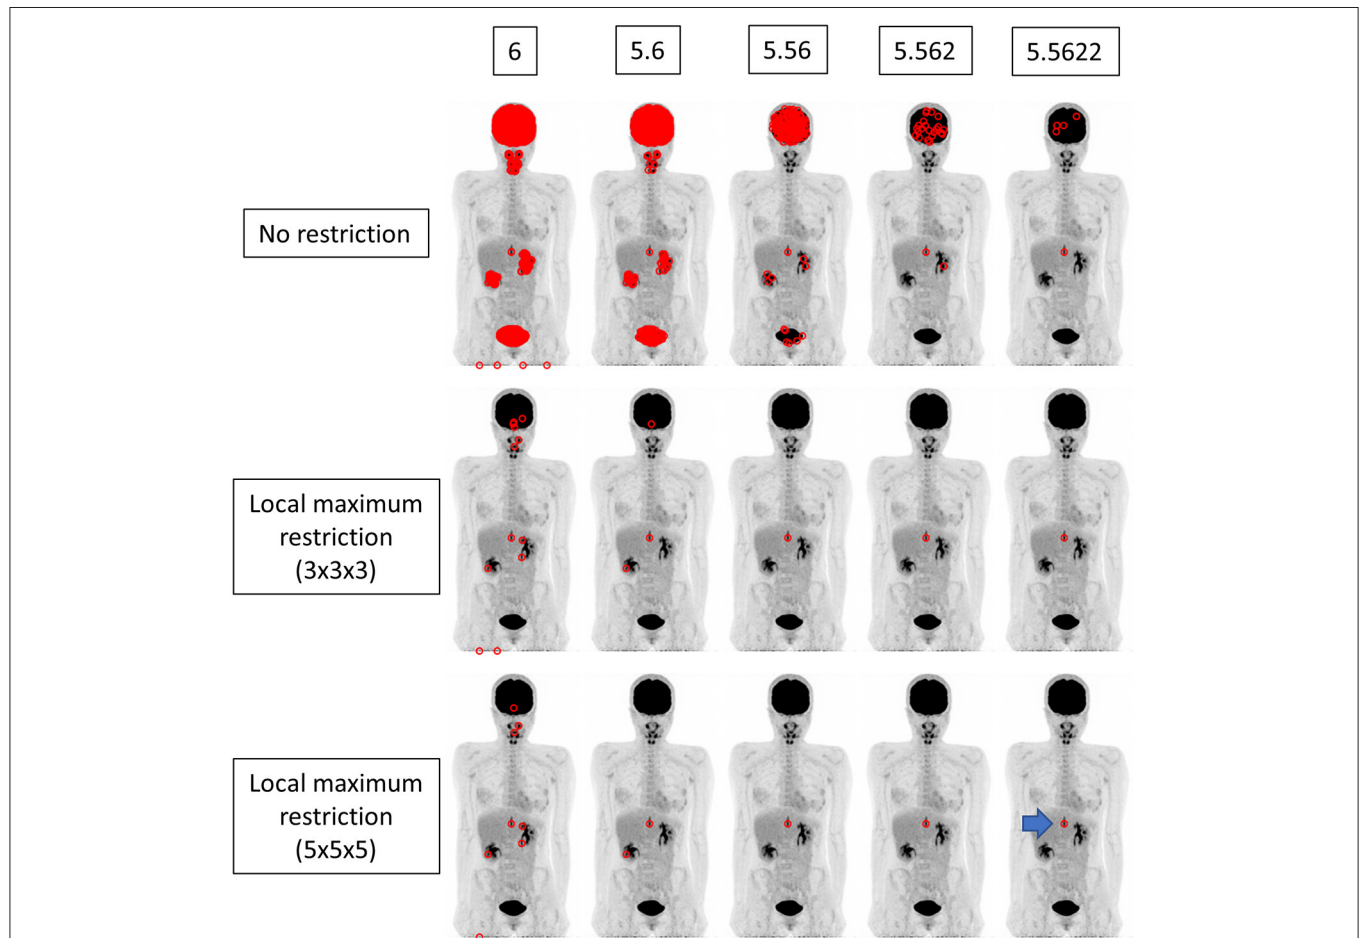 6
5.6
5.56
5.562
5.5622
No restriction
Local maximum
restriction
(3x3x3)
Local maximum
restriction
(5x5x5)